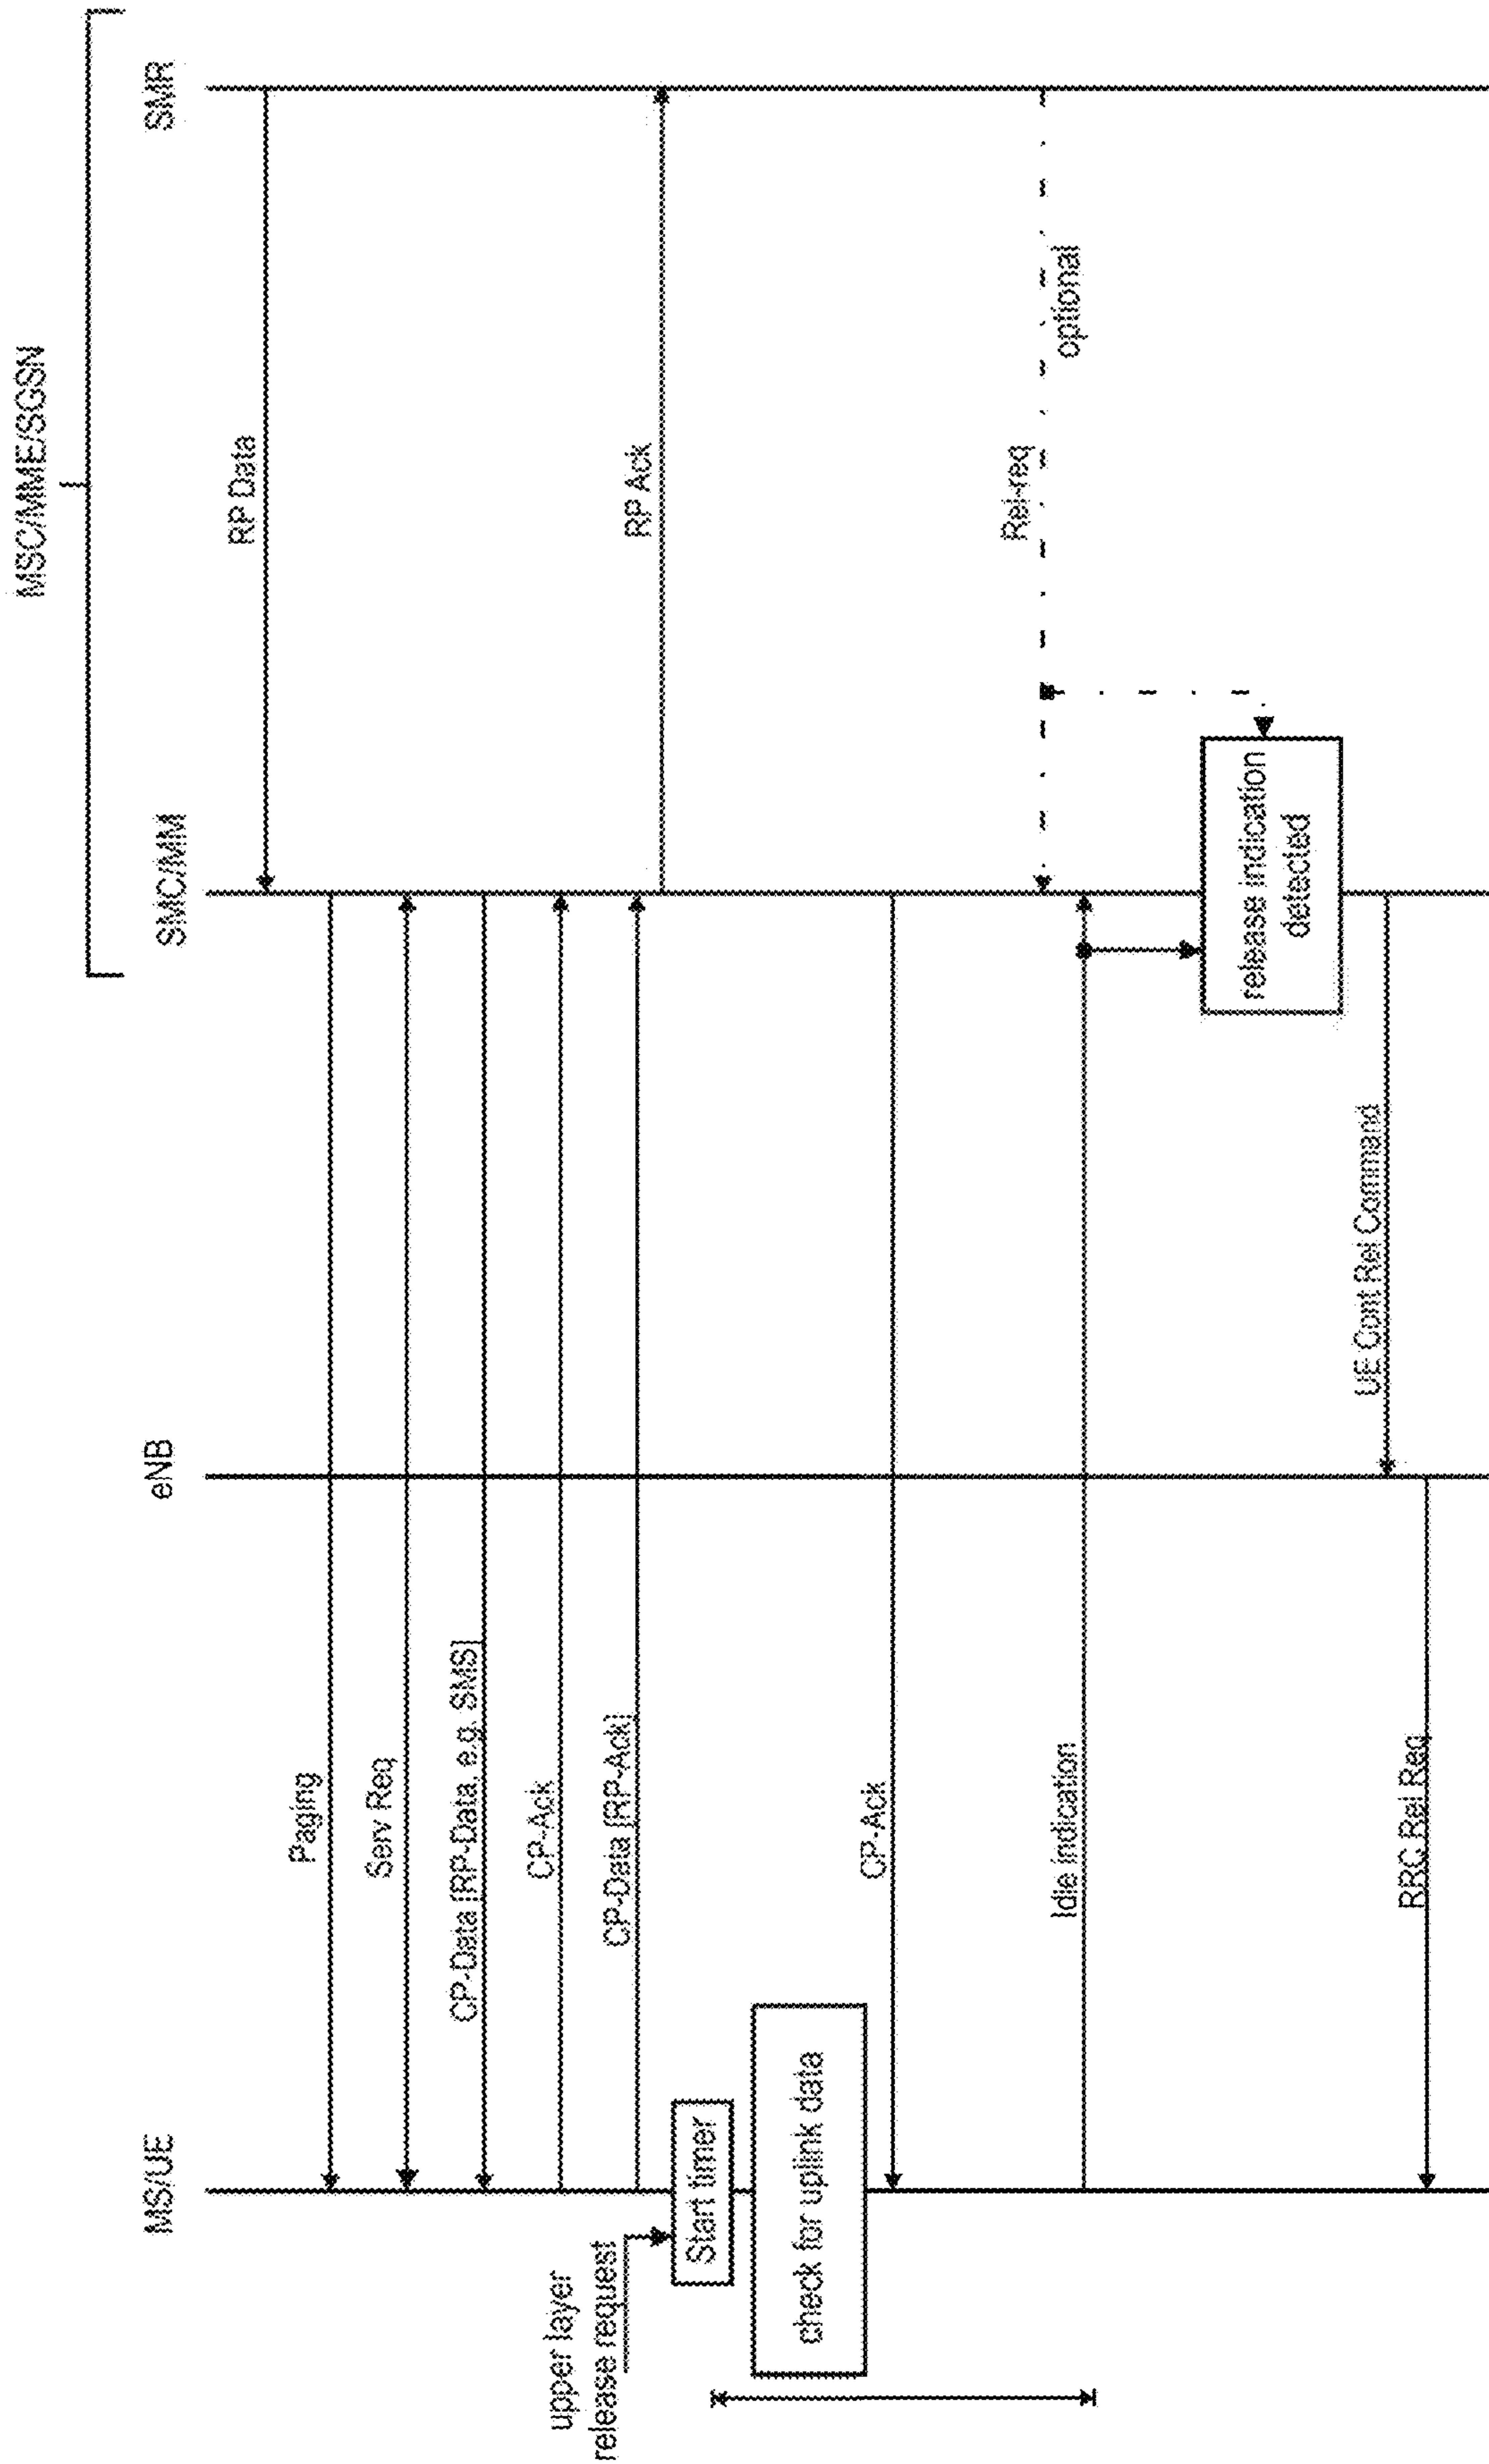 MSC/MME/SGSN
MS/UE
eNB
SMC/MM
SMR
RP Data
Paging
Serv Req
CP-Data [RP-Data, e.g. SMS]
CP-Ack
CP-Data [RP-Ack]
RP Ack
upper layer
release request
Start timer
check for uplink data
CP-Ack
Rel-req
optional
Idle indication
release indication
detected
UE Cont Rel Command
RRC Rel Req